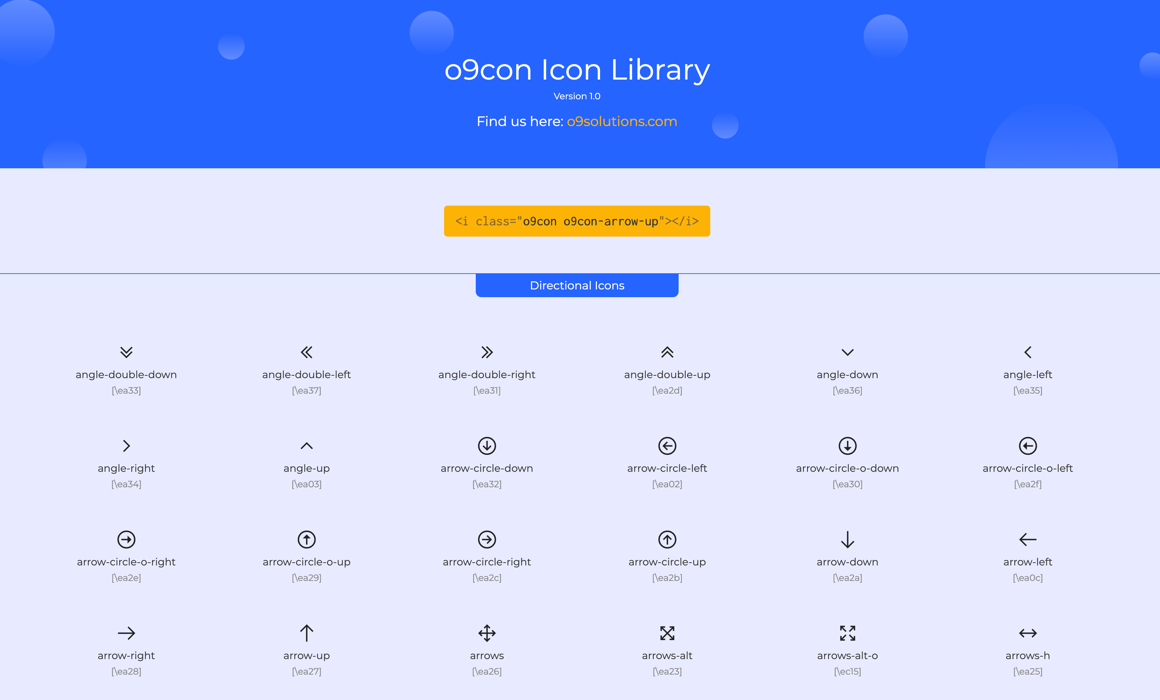 o9con Icon Library
Version 1.0
Find us here: o9solutions.com
<i class="o9con o9con-arrow-up"></i>
Directional Icons
angle-double-down angle-double-left angle-double-right angle-double-up angle-down angle-left
[\ea33] [\ea37] [\ea31] [\ea2d] [\ea36] [\ea35]
angle-right angle-up arrow-circle-down arrow-circle-left arrow-circle-o-down arrow-circle-o-left
[\ea34] [\ea03] [\ea32] [\ea02] [\ea30] [\ea2f]
arrow-circle-o-right arrow-circle-o-up arrow-circle-right arrow-circle-up arrow-down arrow-left
[\ea2e] [\ea29] [\ea2c] [\ea2b] [\ea2a] [\ea0c]
arrow-right arrow-up arrows arrows-alt arrows-alt-o arrows-h
[\ea28] [\ea27] [\ea26] [\ea23] [\ec15] [\ea25]